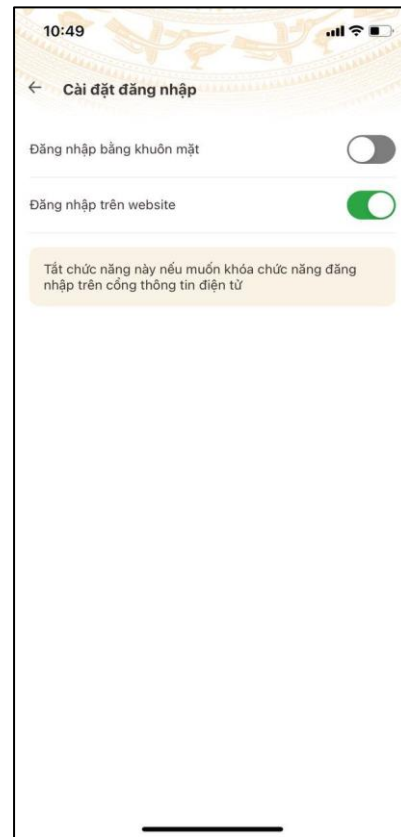 10:49
Cài đặt đăng nhập
Đăng nhập bằng khuôn mặt
Đăng nhập trên website
Tắt chức năng này nếu muốn khóa chức năng đăng
nhập trên cổng thông tin điện tử